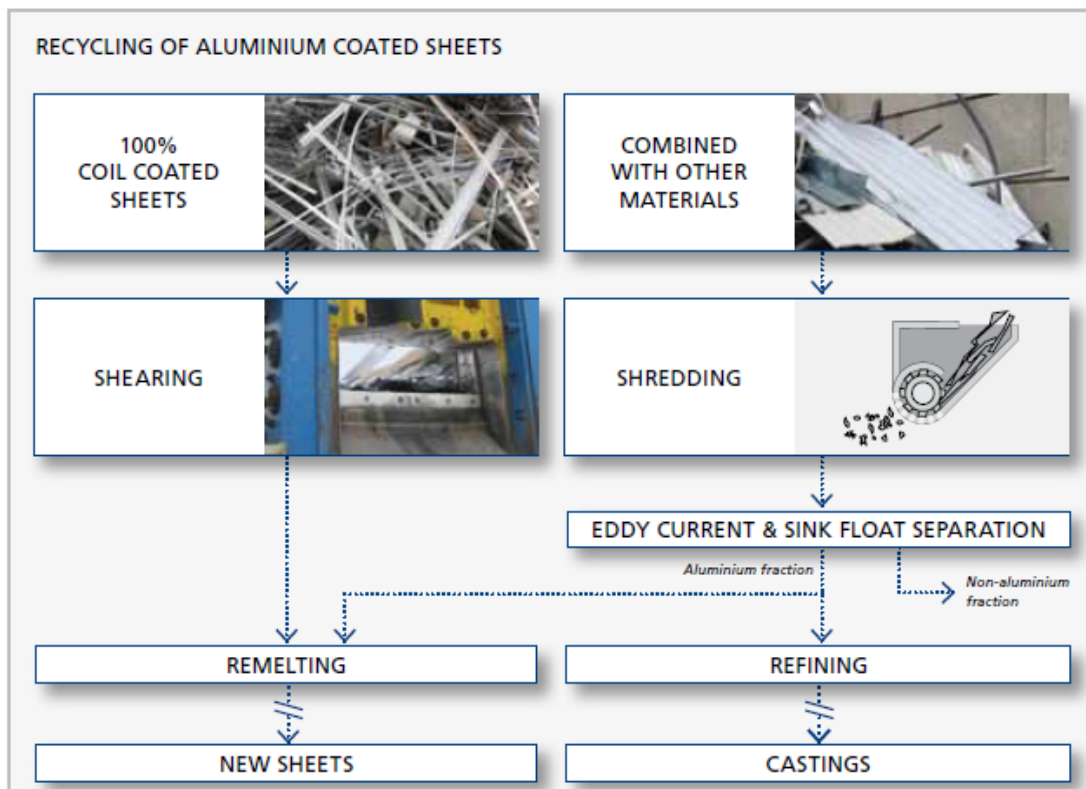 RECYCLING OF ALUMINIUM COATED SHEETS
100%
COIL COATED
SHEETS
COMBINED
WITH OTHER
MATERIALS
SHEARING
SHREDDING
EDDY CURRENT & SINK FLOAT SEPARATION
Aluminium fraction
Non-aluminium
fraction
REMELTING
REFINING
NEW SHEETS
CASTINGS